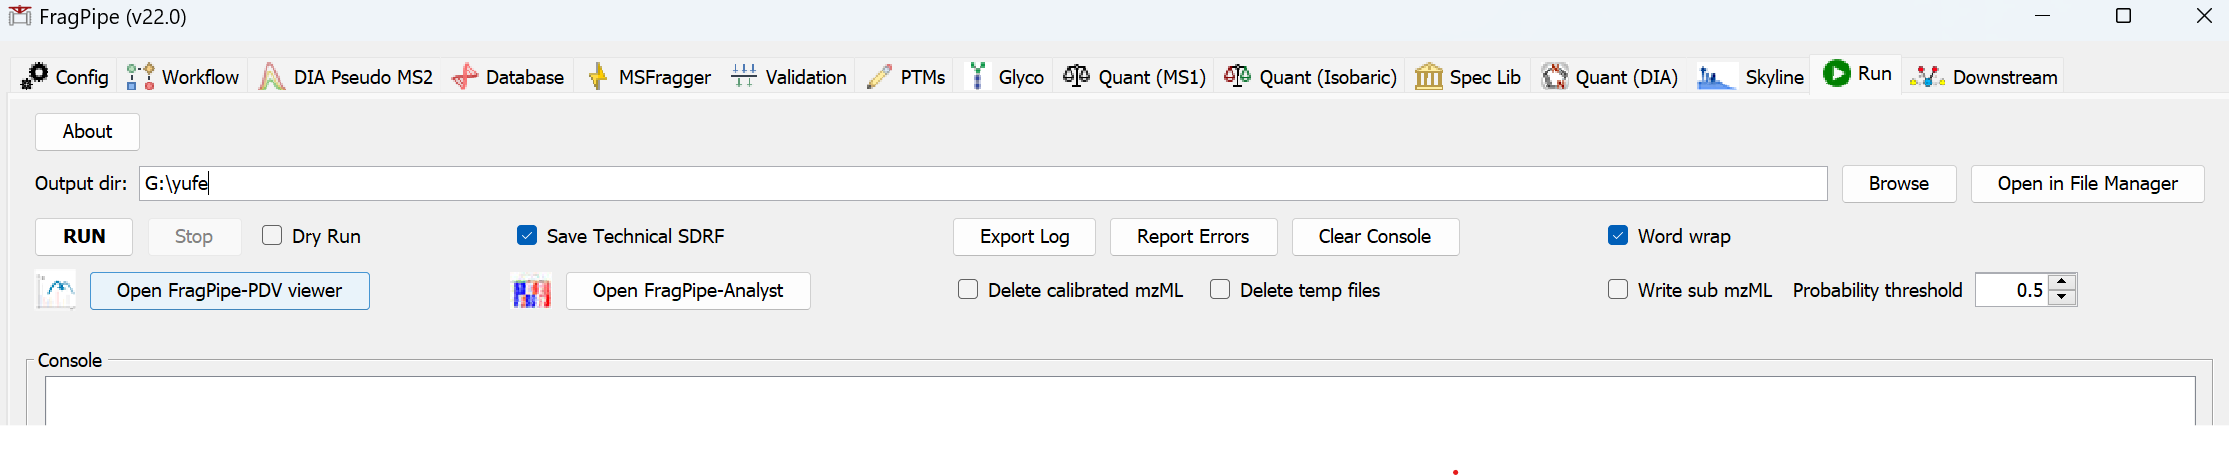 FragPipe (v22.0)
Config Workflow DIA Pseudo MS2 Database MSFragger Validation PTMs Glyco Quant (MS1) Quant (Isobaric) Spec Lib Quant (DIA) Skyline Run Downstream
About
Output dir: G:\yufe Browse Open in File Manager
RUN Stop Dry Run Save Technical SDRF Export Log Report Errors Clear Console Word wrap
Open FragPipe-PDV viewer Open FragPipe-Analyst Delete calibrated mzML Delete temp files Write sub mzML Probability threshold 0.5
Console